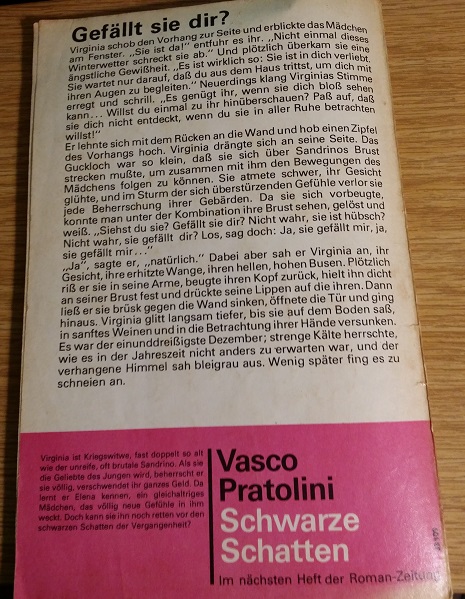 Gefällt sie dir?
Virginia schob den Vorhang zur Seite und erblickte das Mädchen
am Fenster. „Sie ist da!" entfuhr es ihr. „Nicht einmal dieses
Winterwetter schreckt sie ab." Und plötzlich überkam sie eine
ängstliche Gewißheit. „Es ist wirklich so: Sie ist in dich verliebt.
Sie wartet nur darauf, daß du aus dem Haus trittst, um dich mit
ihren Augen zu begleiten." Neuerdings klang Virginias Stimme
erregt und schrill. „Es genügt ihr, wenn sie dich bloß sehen
kann... Willst du einmal zu ihr hinüberschauen? Paß auf, daß
sie dich nicht entdeckt, wenn du sie in aller Ruhe betrachten
willst!"
Er lehnte sich mit dem Rücken an die Wand und hob einen Zipfel
des Vorhangs hoch. Virginia drängte sich an seine Seite. Das
Guckloch war so klein, daß sie sich über Sandrinos Brust
strecken mußte, um zusammen mit ihm den Bewegungen des
Mädchens folgen zu können. Sie atmete schwer, ihr Gesicht
glühte, und im Sturm der sich überstürzenden Gefühle verlor sie
jede Beherrschung ihrer Gebärden. Da sie sich vorbeugte,
konnte man unter der Kombination ihre Brust sehen, gelöst und
weiß. „Siehst du sie? Gefällt sie dir? Nicht wahr, sie ist hübsch?
Nicht wahr, sie gefällt dir? Los, sag doch: Ja, sie gefällt mir, ja,
sie gefällt mir..."
„Ja", sagte er, „natürlich." Dabei aber sah er Virginia an, ihr
Gesicht, ihre erhitzte Wange, ihren hellen, hohen Busen. Plötzlich
riß er sie in seine Arme, beugte ihren Kopf zurück, hielt ihn dicht
an seiner Brust fest und drückte seine Lippen auf die ihren. Dann
ließ er sie brüsk gegen die Wand sinken, öffnete die Tür und ging
hinaus. Virginia glitt langsam tiefer, bis sie auf dem Boden saß,
in sanftes Weinen und in die Betrachtung ihrer Hände versunken.
Es war der einunddreißigste Dezember; strenge Kälte herrschte,
wie es in der Jahreszeit nicht anders zu erwarten war, und der
verhangene Himmel sah bleigrau aus. Wenig später fing es zu
schneien an.
Virginia ist Kriegswitwe, fast doppelt so alt
wie der unreife, oft brutale Sandrino. Als sie
die Geliebte des Jungen wird, beherrscht er
sie völlig, verschwendet ihr ganzes Geld. Da
lernt er Elena kennen, ein gleichaltriges
Mädchen, das völlig neue Gefühle in ihm
weckt. Doch kann sie ihn noch retten vor den
schwarzen Schatten der Vergangenheit?
Vasco
Pratolini
Schwarze
Schatten
Im nächsten Heft der Roman-Zeitung